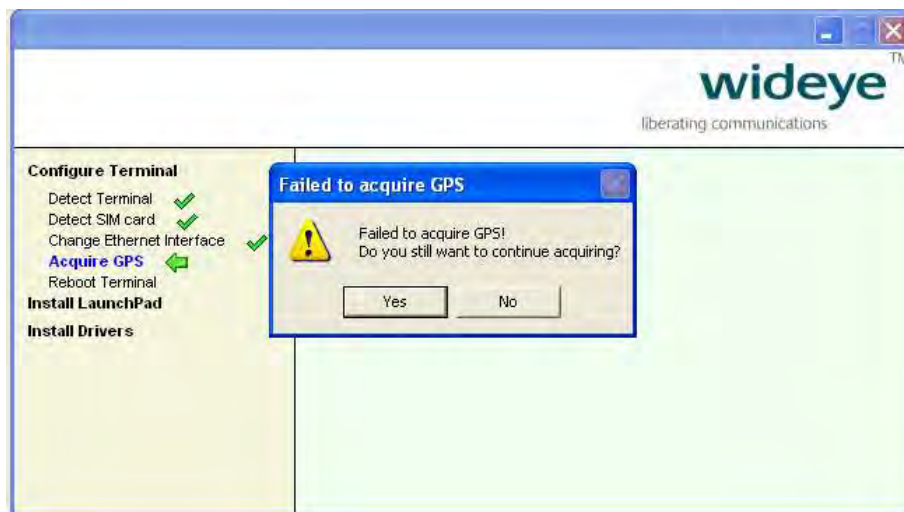 wideye TM
liberating communications
Configure Terminal
Detect Terminal
Detect SIM card
Change Ethernet Interface
Acquire GPS
Reboot Terminal
Install LaunchPad
Install Drivers
Failed to acquire GPS
Failed to acquire GPS!
Do you still want to continue acquiring?
Yes No